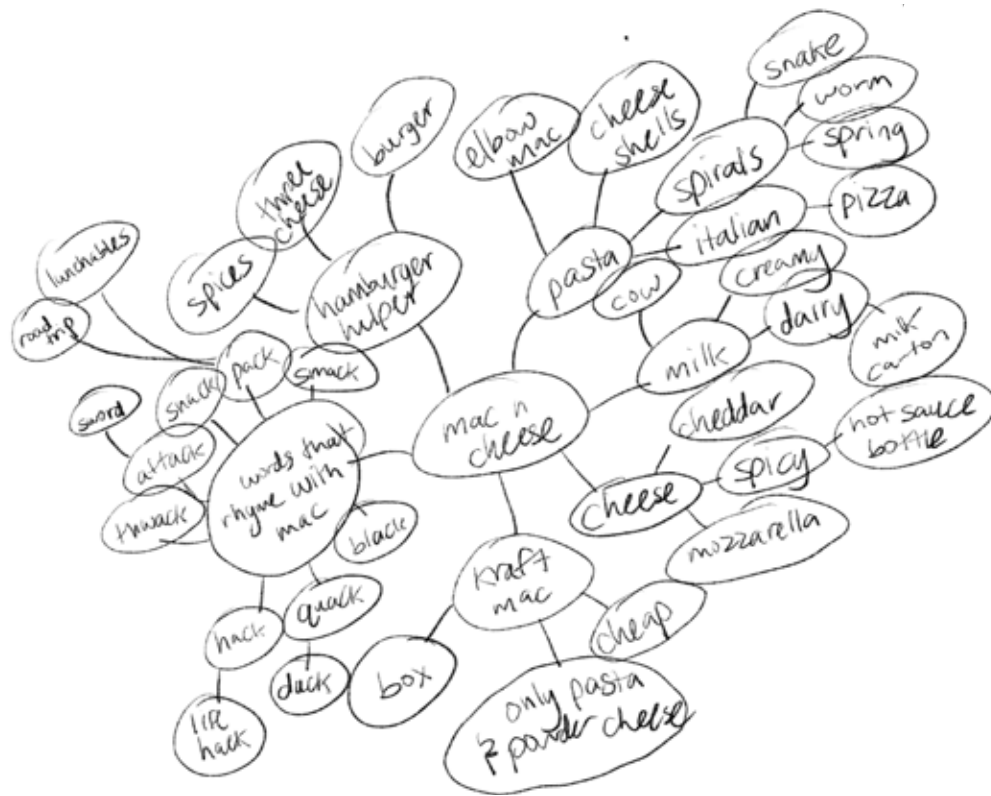 snake
worm
spring
pizza
burger
elbow
mac
cheese
shells
spirals
italian
three
cheese
spices
hamburger
hulper
pasta
cow
creamy
dairy
milk
milk
carton
lunchables
road
trip
pack
smack
snack
sword
attack
thwack
words that
rhyme with
mac
black
mac n
cheese
cheddar
cheese
spicy
hot sauce
bottle
mozzarella
kraft
mac
cheap
hack
quack
duck
box
life
hack
only pasta
& powder cheese